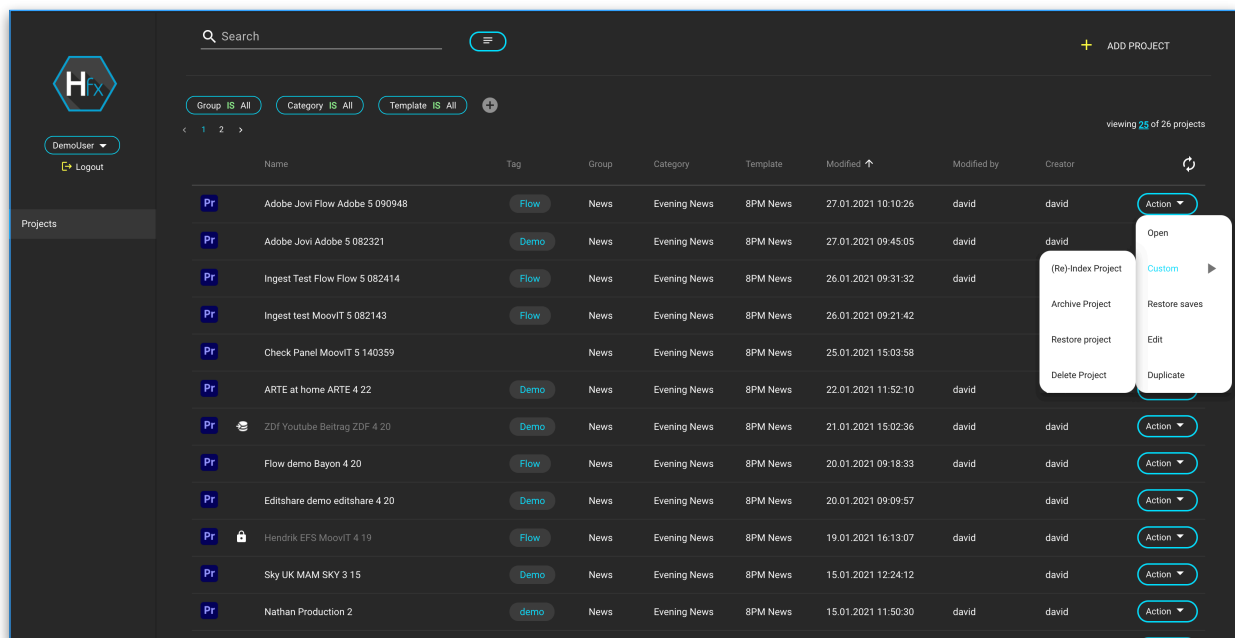 Search
ADD PROJECT
Hfx
Group IS All
Category IS All
Template IS All
1 2
viewing 25 of 26 projects
DemoUser
Logout
Projects
Name Tag Group Category Template Modified Modified by Creator
Pr Adobe Jovi Flow Adobe 5 090948 Flow News Evening News 8PM News 27.01.2021 10:10:26 david david Action
Pr Adobe Jovi Adobe 5 082321 Demo News Evening News 8PM News 27.01.2021 09:45:05 david david
Pr Ingest Test Flow Flow 5 082414 Flow News Evening News 8PM News 26.01.2021 09:31:32 david
Pr Ingest test MoovIT 5 082143 Flow News Evening News 8PM News 26.01.2021 09:21:42
Pr Check Panel MoovIT 5 140359 News Evening News 8PM News 25.01.2021 15:03:58
Pr ARTE at home ARTE 4 22 Demo News Evening News 8PM News 22.01.2021 11:52:10 david
Pr ZDf Youtube Beitrag ZDF 4 20 Demo News Evening News 8PM News 21.01.2021 15:02:36 david david Action
Pr Flow demo Bayon 4 20 Flow News Evening News 8PM News 20.01.2021 09:18:33 david david Action
Pr Editshare demo editshare 4 20 Demo News Evening News 8PM News 20.01.2021 09:09:57 david Action
Pr Hendrik EFS MoovIT 4 19 Flow News Evening News 8PM News 19.01.2021 16:13:07 david david Action
Pr Sky UK MAM SKY 3 15 Demo News Evening News 8PM News 15.01.2021 12:24:12 david Action
Pr Nathan Production 2 demo News Evening News 8PM News 15.01.2021 11:50:30 david david Action
Open
Custom
Restore saves
Edit
Duplicate
(Re)-Index Project
Archive Project
Restore project
Delete Project